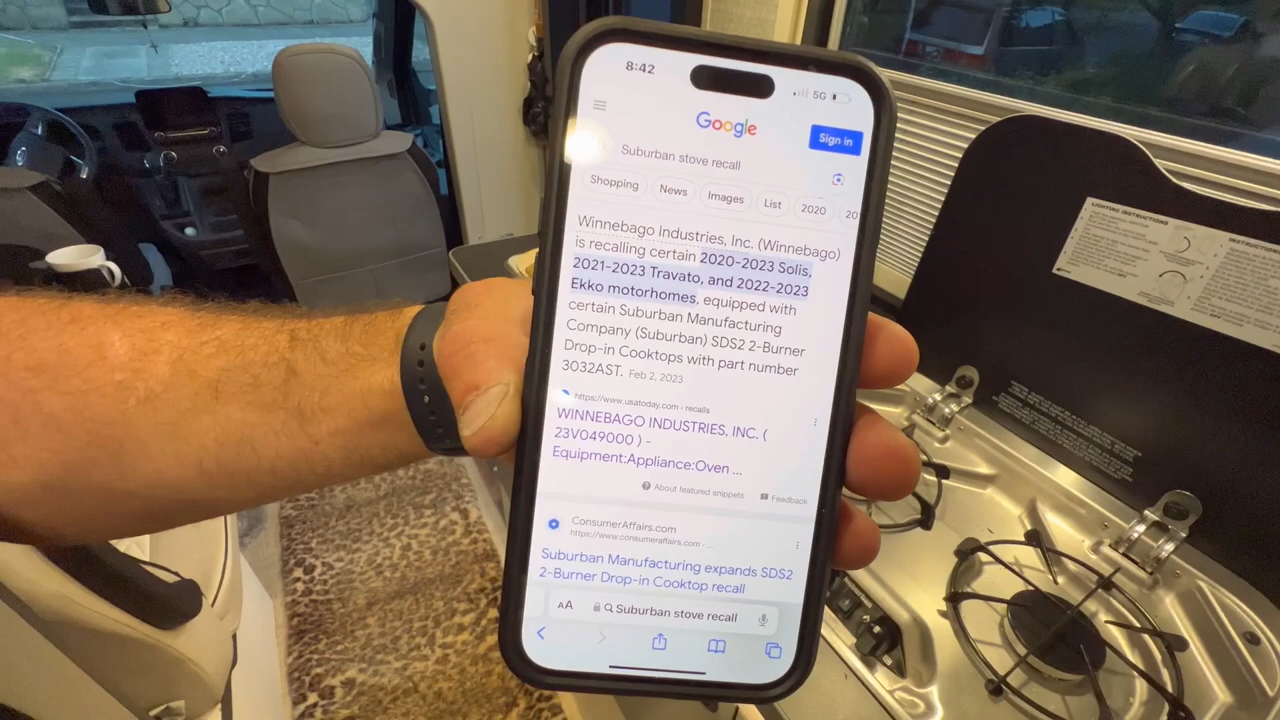 8:42
5G
Google
Sign in
Suburban stove recall
Shopping
News
Images
List
2020
20
Winnebago Industries, Inc. (Winnebago)
is recalling certain 2020-2023 Solis,
2021-2023 Travato, and 2022-2023
Ekko motorhomes, equipped with
certain Suburban Manufacturing
Company (Suburban) SDS2 2-Burner
Drop-in Cooktops with part number
3032AST. Feb 2, 2023
https://www.usatoday.com › recalls
WINNEBAGO INDUSTRIES, INC. (
23V049000 ) -
Equipment:Appliance:Oven ...
About featured snippets
Feedback
ConsumerAffairs.com
https://www.consumeraffairs.com › ...
Suburban Manufacturing expands SDS2
2-Burner Drop-in Cooktop recall
AA
Suburban stove recall
LIGHTING INSTRUCTIONS